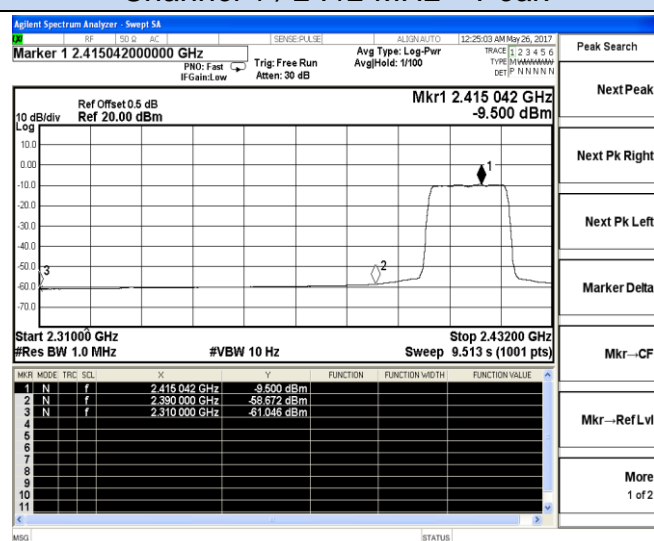 Agilent Spectrum Analyzer - Swept SA
RF 50 Ω AC SENSE:PULSE ALIGN AUTO 12:25:03 AM May 26, 2017
Marker 1 2.415042000000 GHz
PNO: Fast
IFGain:Low
Trig: Free Run
Atten: 30 dB
Avg Type: Log-Pwr
Avg|Hold: 1/100
TRACE 1 2 3 4 5 6
TYPE MWWWWW
DET P N N N N N
Peak Search
Next Peak
Next Pk Right
Next Pk Left
Marker Delta
Mkr→CF
Mkr→Ref Lvl
More
1 of 2
Mkr1 2.415 042 GHz
-9.500 dBm
Ref Offset 0.5 dB
10 dB/div Ref 20.00 dBm
Log
10.0
0.00
-10.0
-20.0
-30.0
-40.0
-50.0
-60.0
-70.0
1
2
3
Start 2.31000 GHz Stop 2.43200 GHz
#Res BW 1.0 MHz #VBW 10 Hz Sweep 9.513 s (1001 pts)
MKR MODE TRC SCL X Y FUNCTION FUNCTION WIDTH FUNCTION VALUE
1 N f 2.415 042 GHz -9.500 dBm
2 N f 2.390 000 GHz -58.672 dBm
3 N f 2.310 000 GHz -61.046 dBm
4
5
6
7
8
9
10
11
MSG STATUS